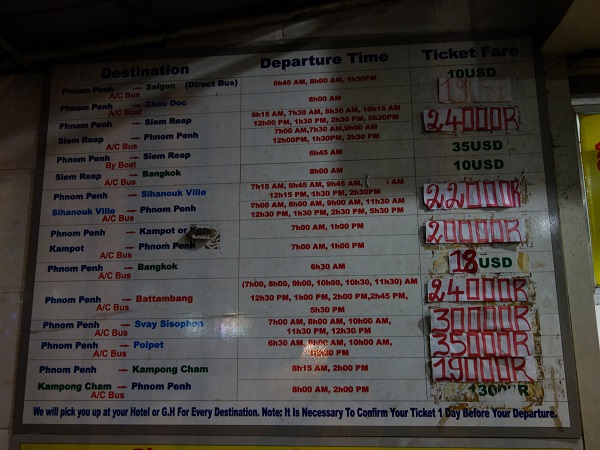 Destination Departure Time Ticket Fare
Phnom Penh — Saigon (Direct Bus) 6h45 AM, 8h00 AM, 1h30PM 10USD
A/C Bus
Phnom Penh — Chau Doc 8h00 AM
A/C Boat
Phnom Penh — Siem Reap 6h15 AM, 7h30 AM, 8h30 AM, 10h15 AM 24000R
12h00 PM, 1h30 PM, 2h30 PM, 5h30PM
Siem Reap — Phnom Penh 7h00 AM,7h30 AM,9h00 AM
A/C Bus 12h00PM, 1h30PM, 2h30 PM
Phnom Penh — Siem Reap 6h45 AM 35USD
By Boat
Siem Reap — Bangkok 8h00 AM 10USD
A/C Bus
Phnom Penh — Sihanouk Ville 7h15 AM, 8h45 AM, 9h45 AM, AM 22000R
12h15 PM, 1h30 PM, 2h30PM
Sihanouk Ville — Phnom Penh 7h00 AM, 8h00 AM, 9h00 AM, 11h30 AM
A/C Bus 12h30 PM, 1h30 PM, 2h30 PM, 5h30 PM
Phnom Penh — Kampot or 7h00 AM, 1h00 PM 20000R
Kampot — Phnom Penh 7h00 AM, 1h00 PM
A/C Bus
Phnom Penh — Bangkok 6h30 AM 18 USD
A/C Bus
(7h00, 8h00, 9h00, 10h00, 10h30, 11h30) AM
Phnom Penh — Battambang 12h30 PM, 1h00 PM, 2h00 PM,2h45 PM, 24000R
A/C Bus 5h30 PM
Phnom Penh — Svay Sisophon 7h00 AM, 8h00 AM, 10h00 AM, 30000R
A/C Bus 11h30 PM, 12h30 PM
Phnom Penh — Poipet 6h30 AM, 8h00 AM, 10h00 AM, 35000R
A/C Bus
Phnom Penh — Kampong Cham 8h15 AM, 2h00 PM 19000R
Kampong Cham — Phnom Penh 8h00 AM, 2h00 PM
A/C Bus
We will pick you up at your Hotel or G.H For Every Destination. Note: It Is Necessary To Confirm Your Ticket 1 Day Before Your Departure.